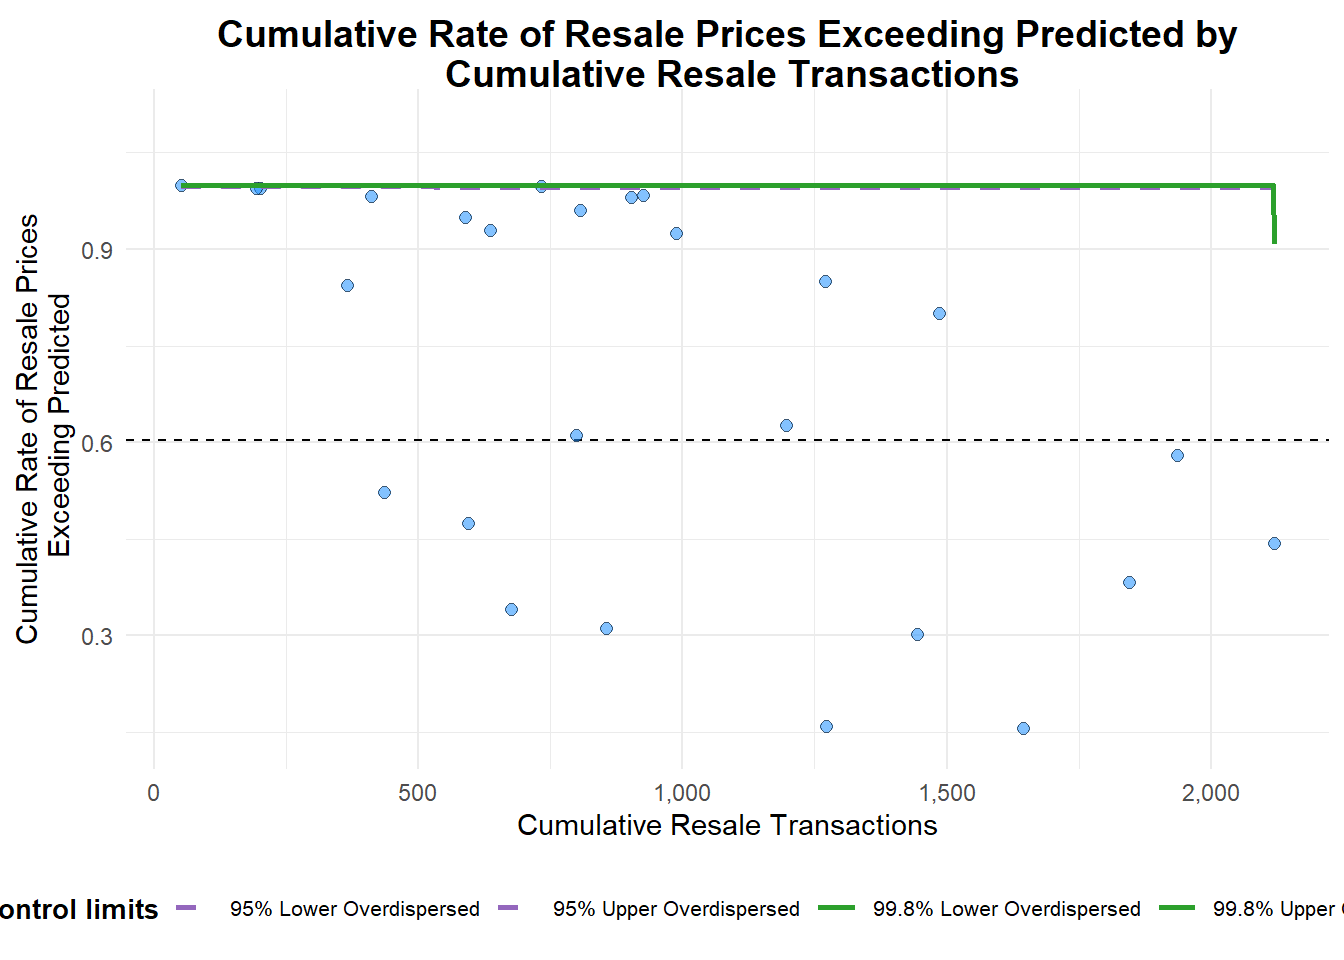 Cumulative Rate of Resale Prices Exceeding Predicted by
Cumulative Resale Transactions
Cumulative Rate of Resale Prices
Exceeding Predicted
0.9
0.6
0.3
0
500
1,000
1,500
2,000
Cumulative Resale Transactions
ontrol limits
95% Lower Overdispersed
95% Upper Overdispersed
99.8% Lower Overdispersed
99.8% Upper